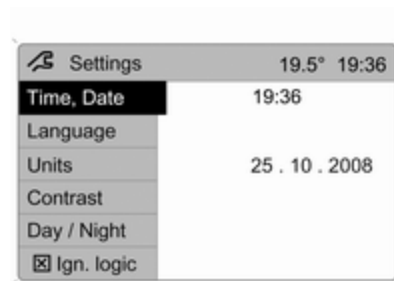 Settings 19.5° 19:36
Time, Date 19:36
Language
Units 25 . 10 . 2008
Contrast
Day / Night
Ign. logic